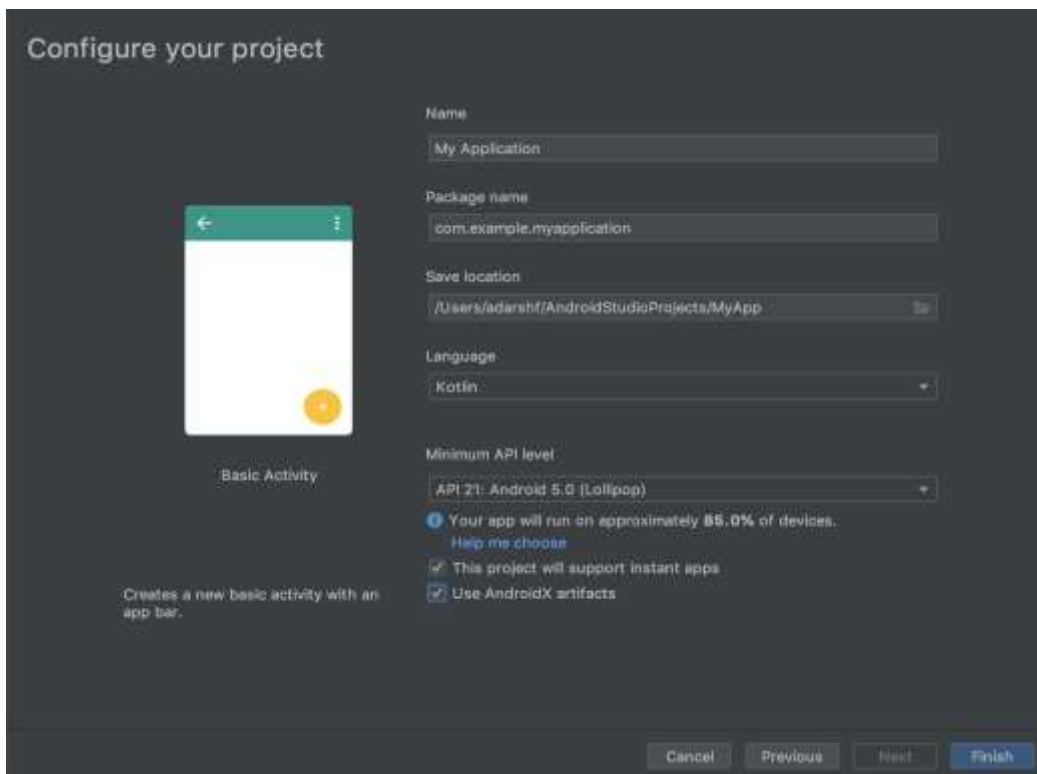 Configure your project
Name
My Application
Package name
com.example.myapplication
Save location
/Users/adarshf/AndroidStudioProjects/MyApp
Language
Kotlin
Basic Activity
Creates a new basic activity with an
app bar.
Minimum API level
API 21: Android 5.0 (Lollipop)
Your app will run on approximately 85.0% of devices.
Help me choose
This project will support instant apps
Use AndroidX artifacts
Cancel Previous Next Finish